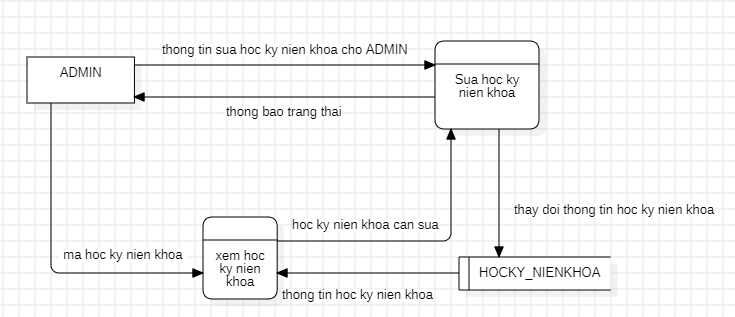 thong tin sua hoc ky nien khoa cho ADMIN
ADMIN
Sua hoc ky
nien khoa
thong bao trang thai
thay doi thong tin hoc ky nien khoa
hoc ky nien khoa can sua
ma hoc ky nien khoa
xem hoc
ky nien
khoa
HOCKY_NIENKHOA
thong tin hoc ky nien khoa